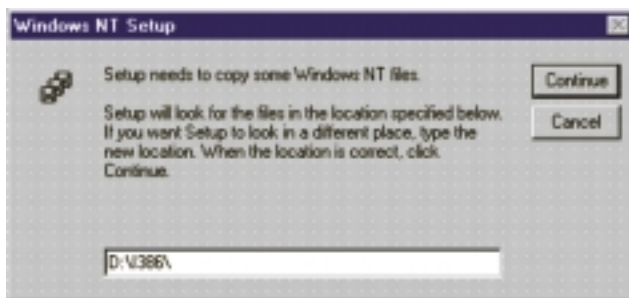 Windows NT Setup
Setup needs to copy some Windows NT files.
Continue
Setup will look for the files in the location specified below.
If you want Setup to look in a different place, type the
new location. When the location is correct, click
Continue.
Cancel
D:\I386\